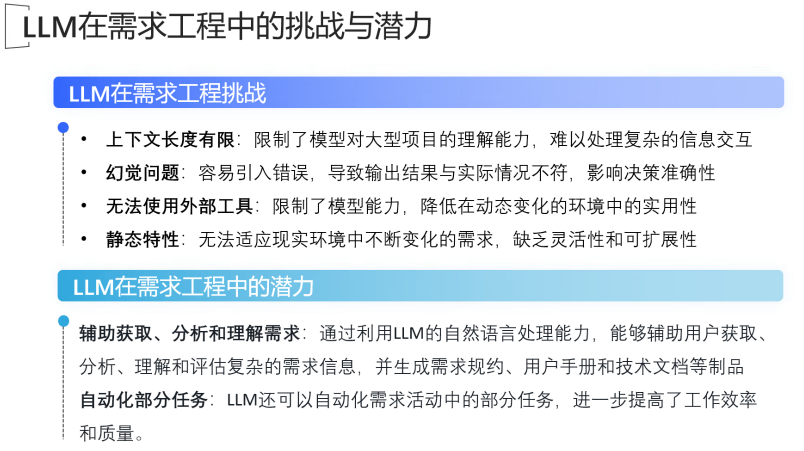 LLM在需求工程中的挑战与潜力
LLM在需求工程挑战
• 上下文长度有限：限制了模型对大型项目的理解能力，难以处理复杂的信息交互
• 幻觉问题：容易引入错误，导致输出结果与实际情况不符，影响决策准确性
• 无法使用外部工具：限制了模型能力，降低在动态变化的环境中的实用性
• 静态特性：无法适应现实环境中不断变化的需求，缺乏灵活性和可扩展性
LLM在需求工程中的潜力
辅助获取、分析和理解需求：通过利用LLM的自然语言处理能力，能够辅助用户获取、
分析、理解和评估复杂的需求信息，并生成需求规约、用户手册和技术文档等制品
自动化部分任务：LLM还可以自动化需求活动中的部分任务，进一步提高了工作效率
和质量。